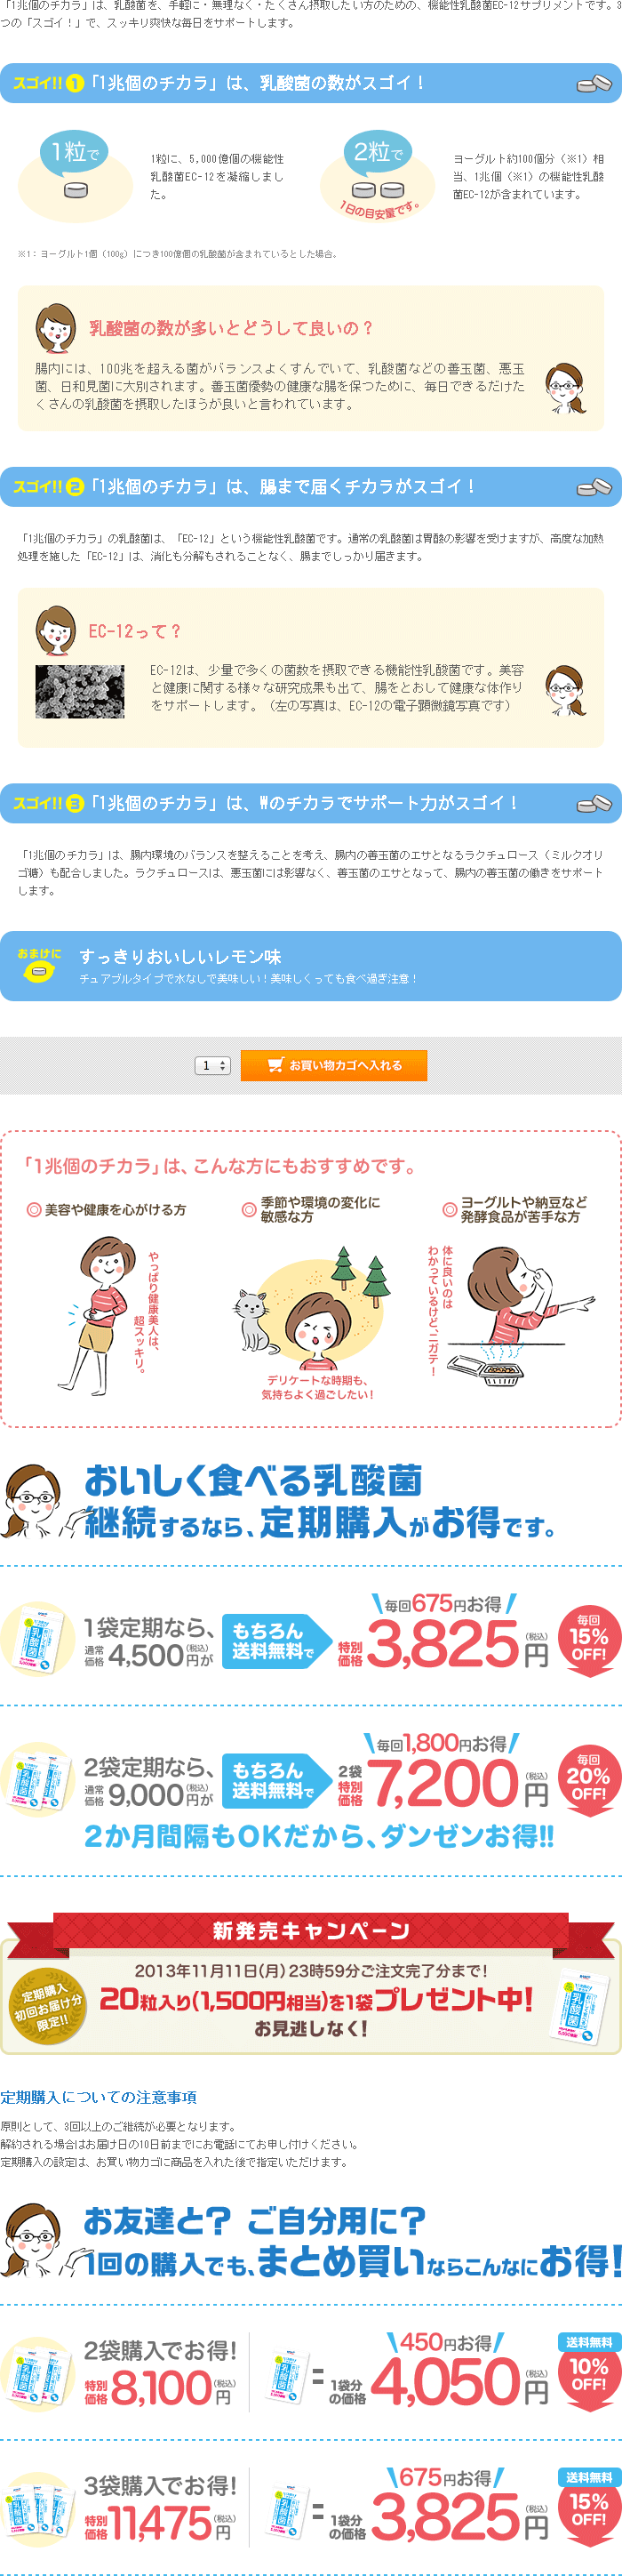 「1兆個のチカラ」は、乳酸菌を、手軽に・無理なく・たくさん摂取したい方のための、機能性乳酸菌EC-12サプリメントです。3
つの「スゴイ！」で、スッキリ爽快な毎日をサポートします。
スゴイ!! 1 「1兆個のチカラ」は、乳酸菌の数がスゴイ！
1粒で
1粒に、5,000億個の機能性
乳酸菌EC-12を凝縮しまし
た。
2粒で
1日の目安量です。
ヨーグルト約100個分（※1）相
当、1兆個（※1）の機能性乳酸
菌EC-12が含まれています。
※1：ヨーグルト1個（100g）につき100億個の乳酸菌が含まれているとした場合。
乳酸菌の数が多いとどうして良いの？
腸内には、100兆を超える菌がバランスよくすんでいて、乳酸菌などの善玉菌、悪玉
菌、日和見菌に大別されます。善玉菌優勢の健康な腸を保つために、毎日できるだけた
くさんの乳酸菌を摂取したほうが良いと言われています。
スゴイ!! 2 「1兆個のチカラ」は、腸まで届くチカラがスゴイ！
「1兆個のチカラ」の乳酸菌は、「EC-12」という機能性乳酸菌です。通常の乳酸菌は胃酸の影響を受けますが、高度な加熱
処理を施した「EC-12」は、消化も分解もされることなく、腸までしっかり届きます。
EC-12って？
EC-12は、少量で多くの菌数を摂取できる機能性乳酸菌です。美容
と健康に関する様々な研究成果も出て、腸をとおして健康な体作り
をサポートします。（左の写真は、EC-12の電子顕微鏡写真です）
スゴイ!! 3 「1兆個のチカラ」は、Wのチカラでサポート力がスゴイ！
「1兆個のチカラ」は、腸内環境のバランスを整えることを考え、腸内の善玉菌のエサとなるラクチュロース（ミルクオリ
ゴ糖）も配合しました。ラクチュロースは、悪玉菌には影響なく、善玉菌のエサとなって、腸内の善玉菌の働きをサポート
します。
おまけに
すっきりおいしいレモン味
チュアブルタイプで水なしで美味しい！美味しくっても食べ過ぎ注意！
1
お買い物カゴへ入れる
「1兆個のチカラ」は、こんな方にもおすすめです。
◎美容や健康を心がける方
やっぱり健康美人は、
超スッキリ。
◎季節や環境の変化に
敏感な方
デリケートな時期も、
気持ちよく過ごしたい！
◎ヨーグルトや納豆など
発酵食品が苦手な方
体に良いのは
わかっているけど、ニガテ！
おいしく食べる乳酸菌
継続するなら、定期購入がお得です。
乳酸菌
1袋定期なら、
通常価格4,500円(税込)が
もちろん
送料無料で
毎回675円お得
特別価格3,825円(税込)
毎回
15%
OFF!
乳酸菌
2袋定期なら、
通常価格9,000円(税込)が
もちろん
送料無料で
毎回1,800円お得
2袋特別価格7,200円(税込)
毎回
20%
OFF!
2か月間隔もOKだから、ダンゼンお得!!
新発売キャンペーン
定期購入
初回お届け分
限定!!
2013年11月11日(月)23時59分ご注文完了分まで!
20粒入り(1,500円相当)を1袋プレゼント中!
お見逃しなく!
乳酸菌
定期購入についての注意事項
原則として、3回以上のご継続が必要となります。
解約される場合はお届け日の10日前までにお電話にてお申し付けください。
定期購入の設定は、お買い物カゴに商品を入れた後で指定いただけます。
お友達と？ ご自分用に？
1回の購入でも、まとめ買いならこんなにお得!
乳酸菌
2袋購入でお得!
特別価格8,100円(税込)
乳酸菌
=
450円お得
1袋分の価格4,050円(税込)
送料無料
10%
OFF!
乳酸菌
3袋購入でお得!
特別価格11,475円(税込)
乳酸菌
=
675円お得
1袋分の価格3,825円(税込)
送料無料
15%
OFF!